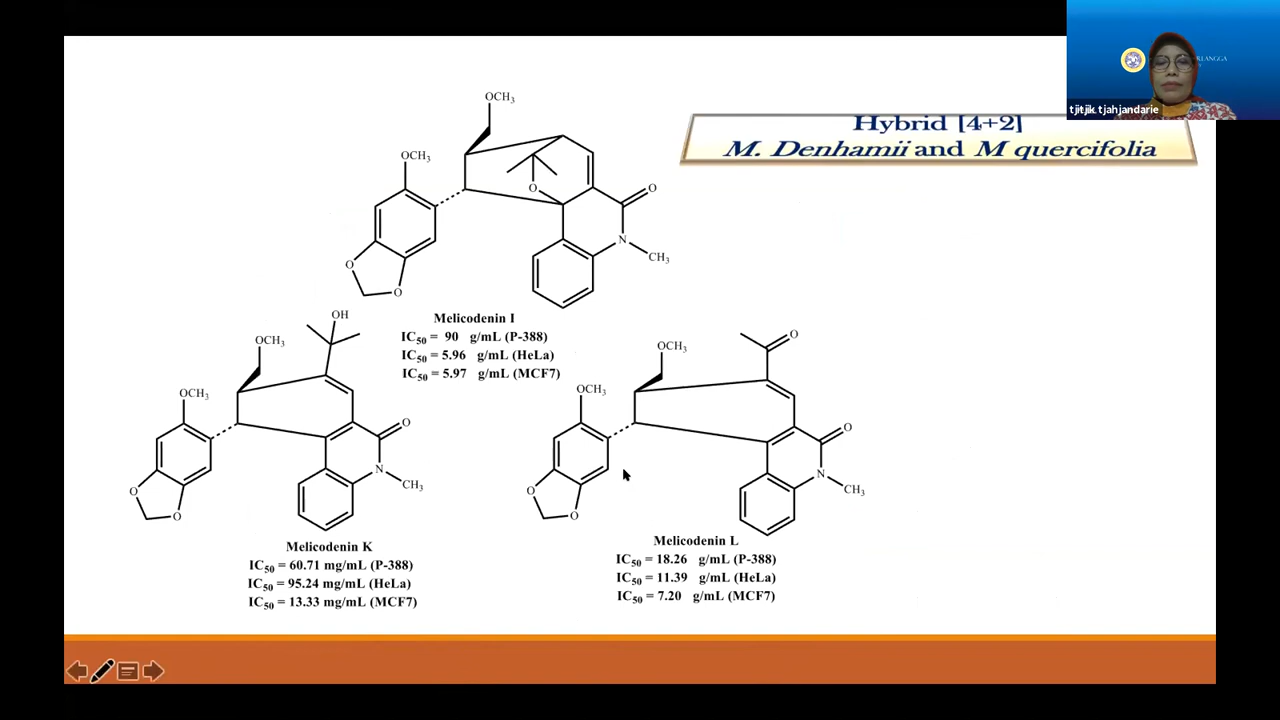 Hybrid [4+2]
M. Denhamii and M quercifolia
tjitjik.tjahjandarie
OCH3
OCH3
O
O
N
CH3
O
O
Melicodenin I
IC50 = 90 g/mL (P-388)
IC50 = 5.96 g/mL (HeLa)
IC50 = 5.97 g/mL (MCF7)
OH
OCH3
OCH3
O
N
CH3
O
O
Melicodenin K
IC50 = 60.71 mg/mL (P-388)
IC50 = 95.24 mg/mL (HeLa)
IC50 = 13.33 mg/mL (MCF7)
O
OCH3
OCH3
O
N
CH3
O
O
Melicodenin L
IC50 = 18.26 g/mL (P-388)
IC50 = 11.39 g/mL (HeLa)
IC50 = 7.20 g/mL (MCF7)